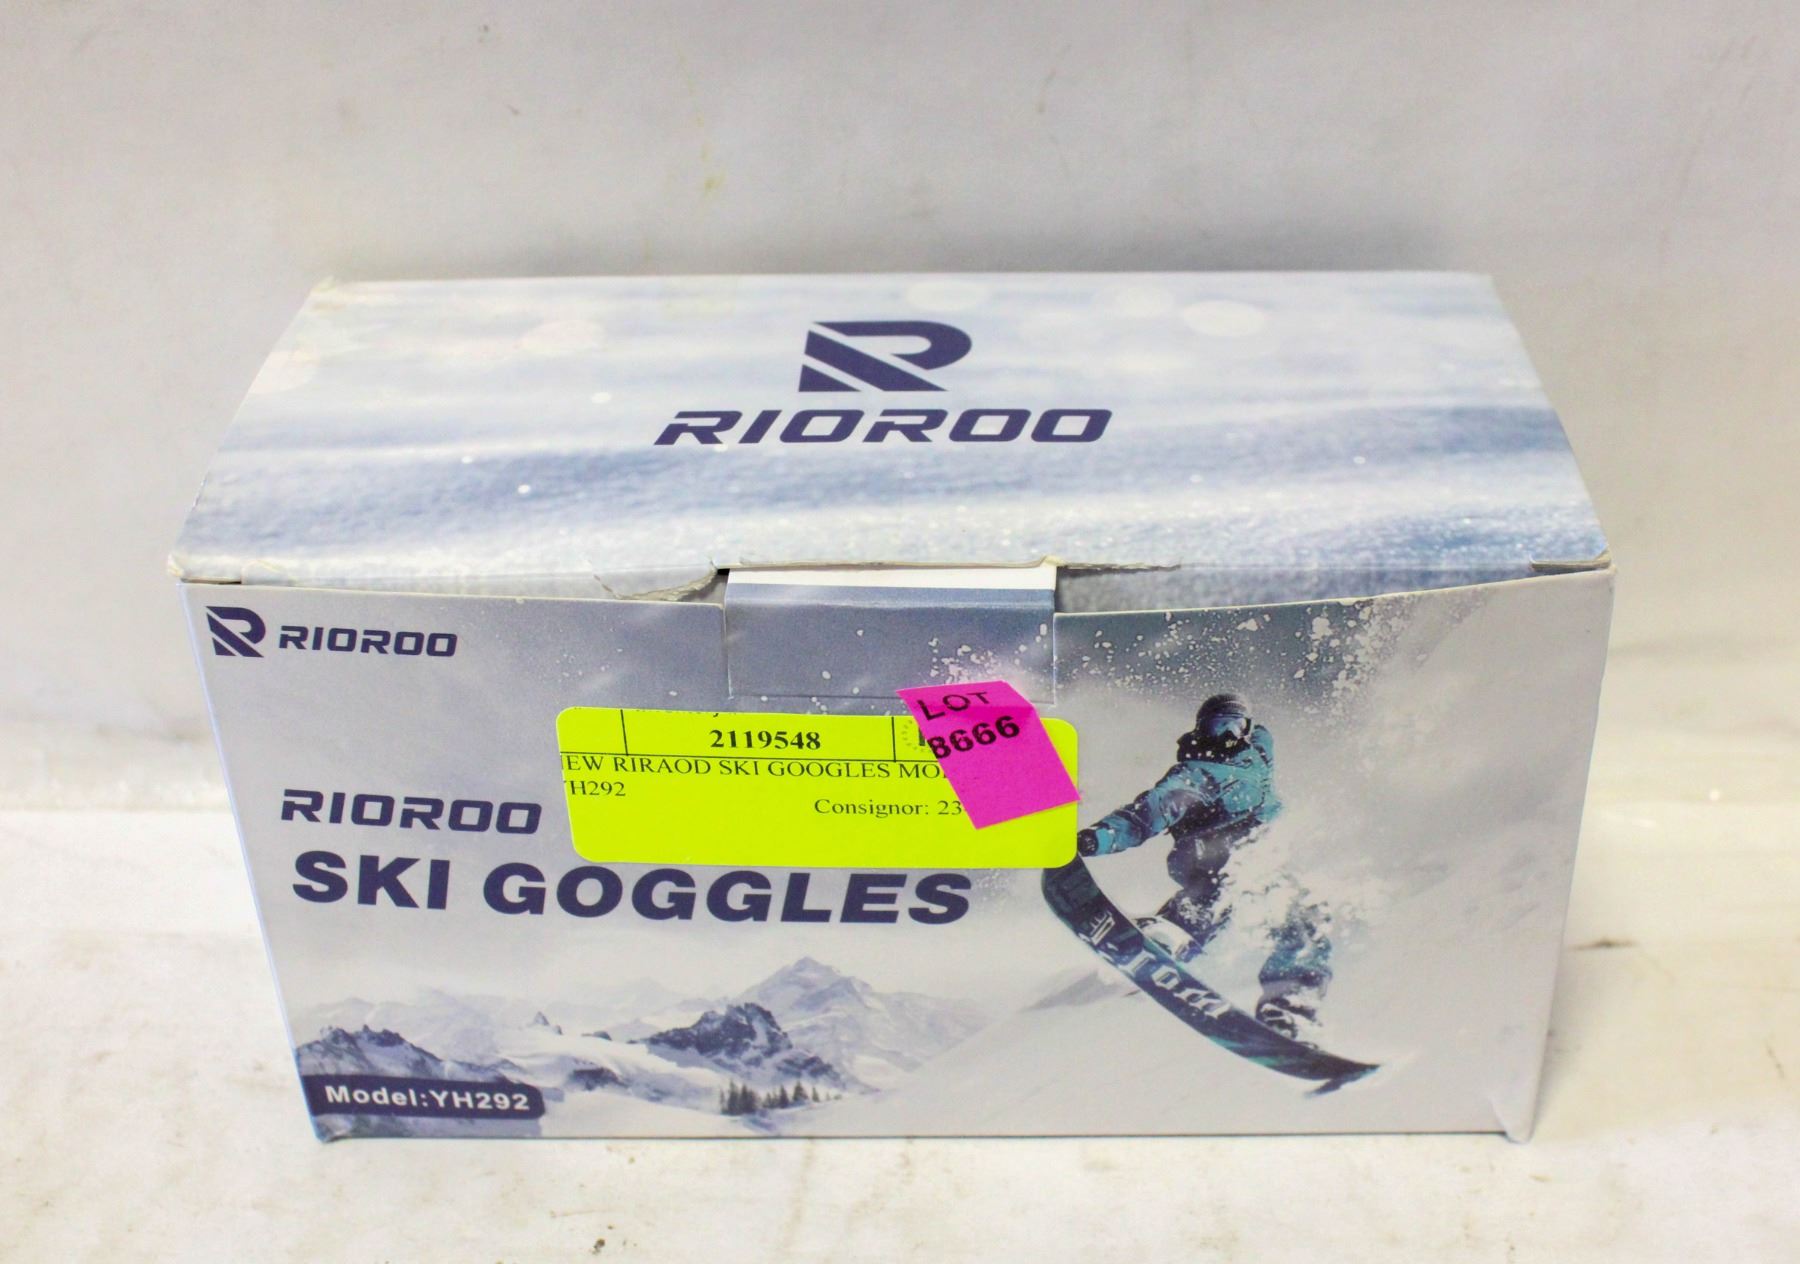 RIOROO
RIOROO
LOT
8666
2119548
EW RIRAOD SKI GOOGLES MO
H292
Consignor: 23
RIOROO
SKI GOGGLES
Model:YH292